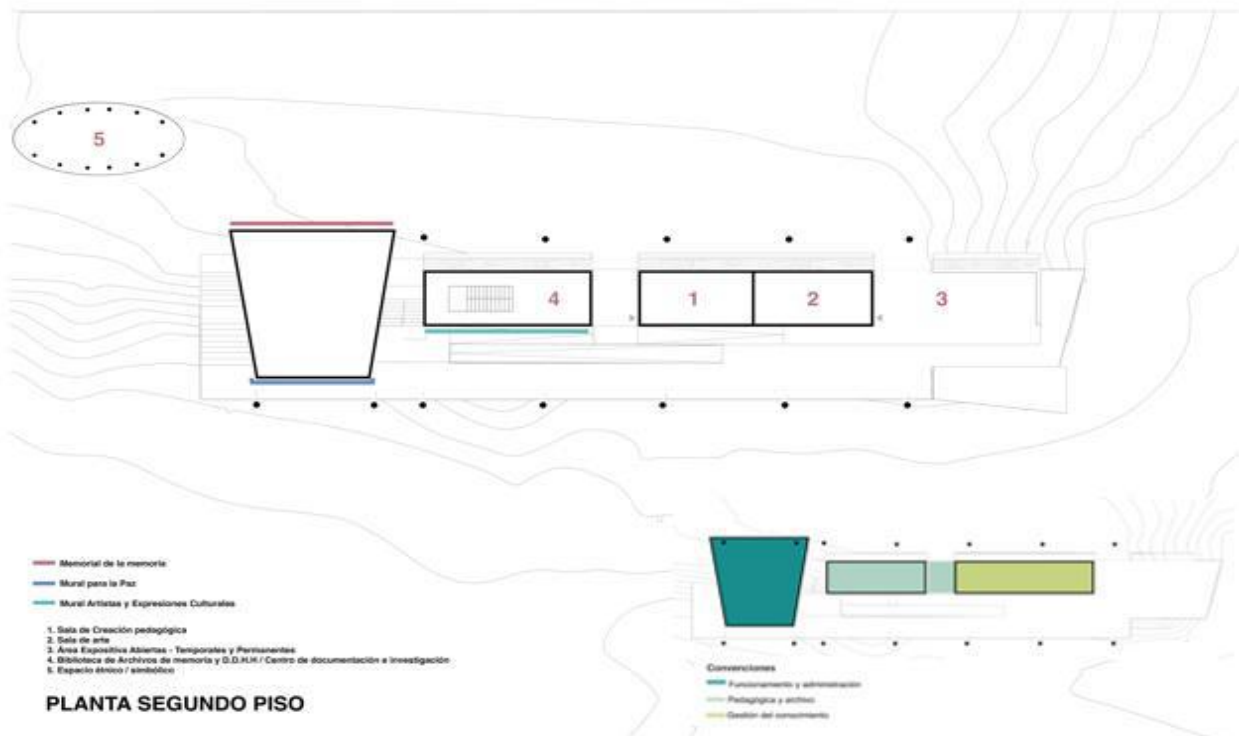 5
4
1
2
3
Memorial de la memoria
Mural para la Paz
Mural Artistas y Expresiones Culturales
1. Sala de Creación pedagógica
2. Sala de arte
3. Área Expositiva Abiertas - Temporales y Permanentes
4. Biblioteca de Archivos de memoria y D.D.H.H / Centro de documentación e investigación
5. Espacio étnico / simbólico
PLANTA SEGUNDO PISO
Convenciones
Funcionamiento y administración
Pedagógica y archivo
Gestión del conocimiento